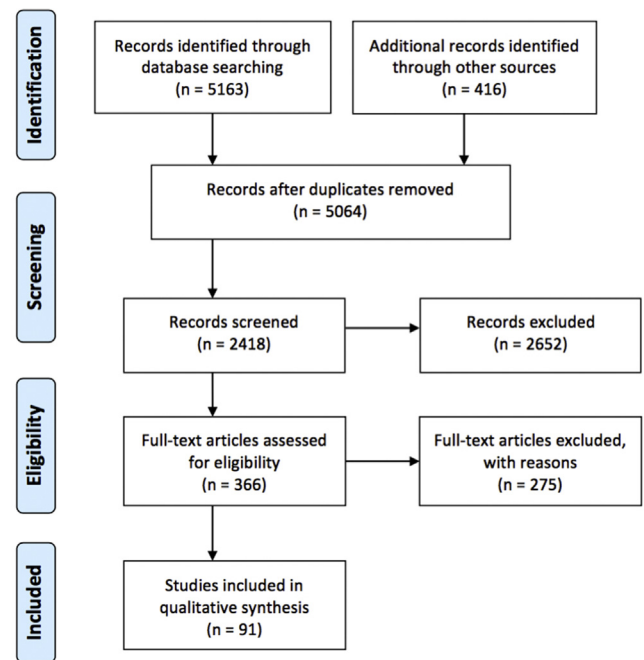 Identification
Records identified through
database searching
(n = 5163)
Additional records identified
through other sources
(n = 416)
Records after duplicates removed
(n = 5064)
Screening
Records screened
(n = 2418)
Records excluded
(n = 2652)
Eligibility
Full-text articles assessed
for eligibility
(n = 366)
Full-text articles excluded,
with reasons
(n = 275)
Included
Studies included in
qualitative synthesis
(n = 91)